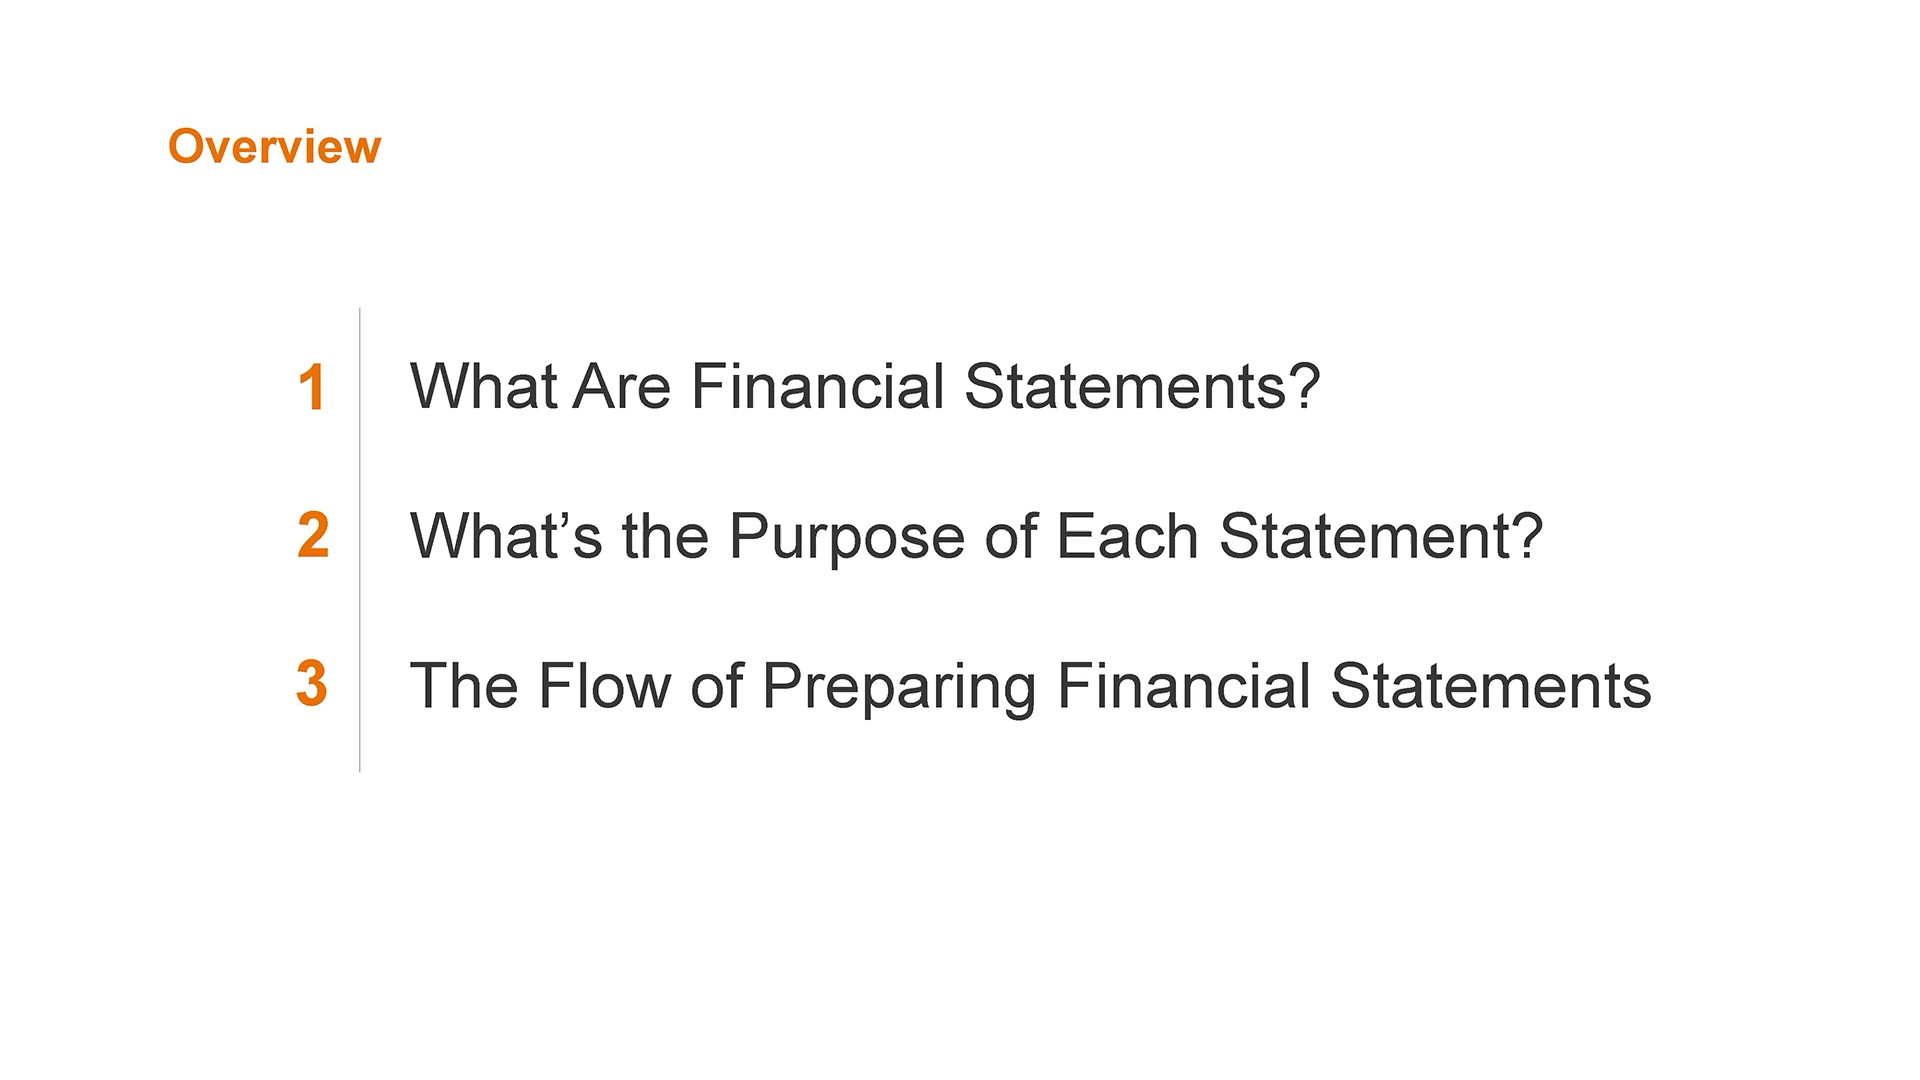 Overview
1 What Are Financial Statements?
2 What’s the Purpose of Each Statement?
3 The Flow of Preparing Financial Statements